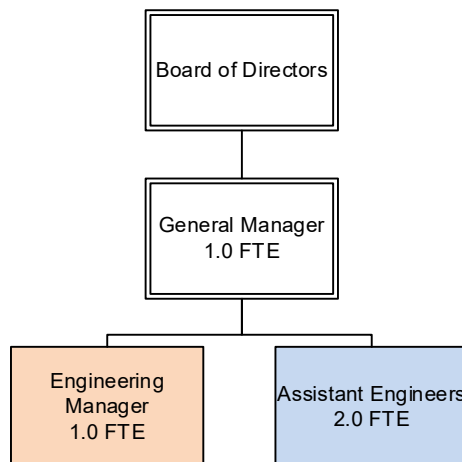 Board of Directors
General Manager
1.0 FTE
Engineering
Manager
1.0 FTE
Assistant Engineers
2.0 FTE